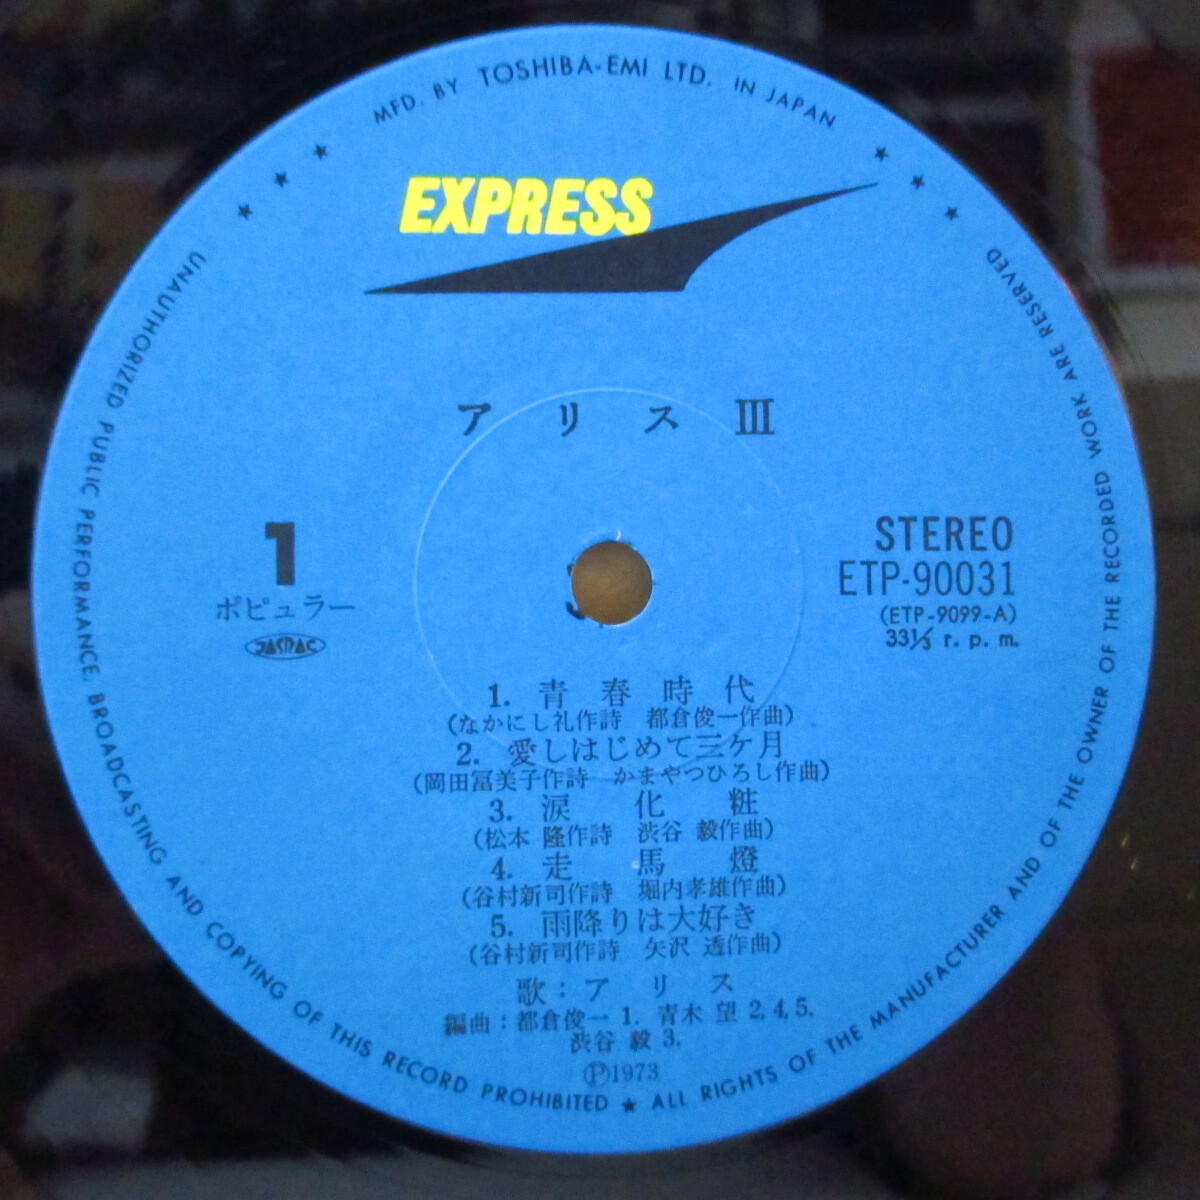 MFD. BY TOSHIBA-EMI LTD. IN JAPAN
EXPRESS
アリスIII
1
ポピュラー
JASRAC
STEREO
ETP-90031
(ETP-9099-A)
33⅓ r.p.m.
1. 青春時代
(なかにし礼作詩 都倉俊一作曲)
2. 愛しはじめて三ケ月
(岡田冨美子作詩 かまやつひろし作曲)
3. 涙化粧
(松本 隆作詩 渋谷 毅作曲)
4. 走馬燈
(谷村新司作詩 堀内孝雄作曲)
5. 雨降りは大好き
(谷村新司作詩 矢沢 透作曲)
歌:アリス
編曲:都倉俊一 1. 青木 望 2,4,5.
渋谷 毅 3.
Ⓟ1973
UNAUTHORIZED PUBLIC PERFORMANCE, BROADCASTING AND COPYING OF THIS RECORD PROHIBITED ★ ALL RIGHTS OF THE MANUFACTURER AND OF THE OWNER OF THE RECORDED WORK ARE RESERVED